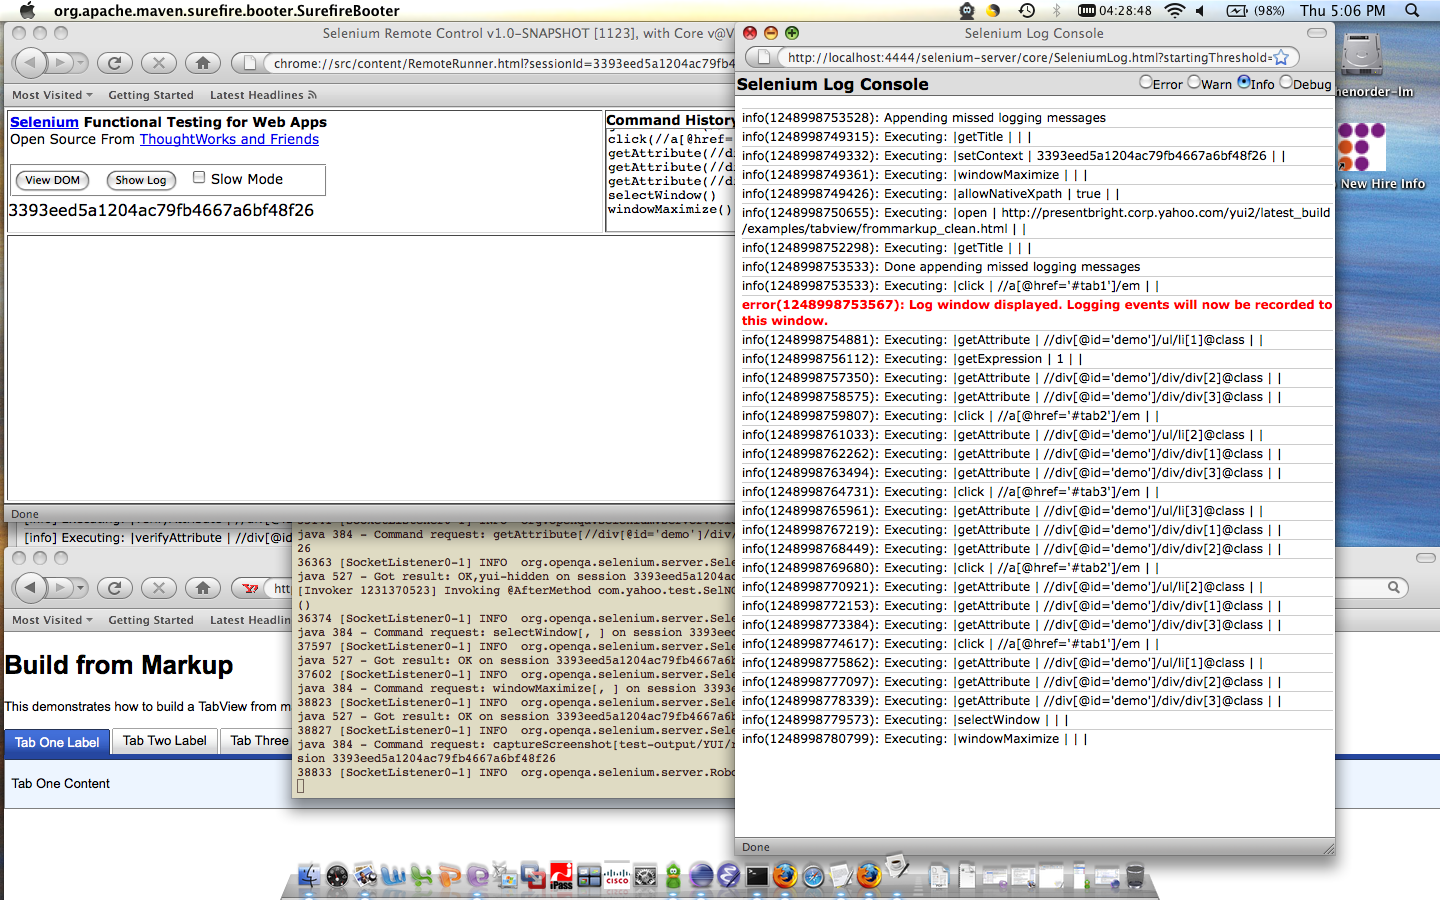 org.apache.maven.surefire.booter.SurefireBooter
04:28:48
(98%)
Thu 5:06 PM
Selenium Remote Control v1.0-SNAPSHOT [1123], with Core v@V
chrome://src/content/RemoteRunner.html?sessionId=3393eed5a1204ac79fb4
Most Visited
Getting Started
Latest Headlines
Selenium Functional Testing for Web Apps
Open Source From ThoughtWorks and Friends
View DOM
Show Log
Slow Mode
3393eed5a1204ac79fb4667a6bf48f26
Command History
click(//a[@href=
getAttribute(//di
getAttribute(//di
getAttribute(//di
selectWindow()
windowMaximize()
Done
Selenium Log Console
http://localhost:4444/selenium-server/core/SeleniumLog.html?startingThreshold=
Selenium Log Console
Error Warn Info Debug
info(1248998753528): Appending missed logging messages
info(1248998749315): Executing: |getTitle | | |
info(1248998749332): Executing: |setContext | 3393eed5a1204ac79fb4667a6bf48f26 | |
info(1248998749361): Executing: |windowMaximize | | |
info(1248998749426): Executing: |allowNativeXpath | true | |
info(1248998750655): Executing: |open | http://presentbright.corp.yahoo.com/yui2/latest_build
/examples/tabview/frommarkup_clean.html | |
info(1248998752298): Executing: |getTitle | | |
info(1248998753533): Done appending missed logging messages
info(1248998753533): Executing: |click | //a[@href='#tab1']/em | |
error(1248998753567): Log window displayed. Logging events will now be recorded to
this window.
info(1248998754881): Executing: |getAttribute | //div[@id='demo']/ul/li[1]@class | |
info(1248998756112): Executing: |getExpression | 1 | |
info(1248998757350): Executing: |getAttribute | //div[@id='demo']/div/div[2]@class | |
info(1248998758575): Executing: |getAttribute | //div[@id='demo']/div/div[3]@class | |
info(1248998759807): Executing: |click | //a[@href='#tab2']/em | |
info(1248998761033): Executing: |getAttribute | //div[@id='demo']/ul/li[2]@class | |
info(1248998762262): Executing: |getAttribute | //div[@id='demo']/div/div[1]@class | |
info(1248998763494): Executing: |getAttribute | //div[@id='demo']/div/div[3]@class | |
info(1248998764731): Executing: |click | //a[@href='#tab3']/em | |
info(1248998765961): Executing: |getAttribute | //div[@id='demo']/ul/li[3]@class | |
info(1248998767219): Executing: |getAttribute | //div[@id='demo']/div/div[1]@class | |
info(1248998768449): Executing: |getAttribute | //div[@id='demo']/div/div[2]@class | |
info(1248998769680): Executing: |click | //a[@href='#tab2']/em | |
info(1248998770921): Executing: |getAttribute | //div[@id='demo']/ul/li[2]@class | |
info(1248998772153): Executing: |getAttribute | //div[@id='demo']/div/div[1]@class | |
info(1248998773384): Executing: |getAttribute | //div[@id='demo']/div/div[3]@class | |
info(1248998774617): Executing: |click | //a[@href='#tab1']/em | |
info(1248998775862): Executing: |getAttribute | //div[@id='demo']/ul/li[1]@class | |
info(1248998777097): Executing: |getAttribute | //div[@id='demo']/div/div[2]@class | |
info(1248998778339): Executing: |getAttribute | //div[@id='demo']/div/div[3]@class | |
info(1248998779573): Executing: |selectWindow | | |
info(1248998780799): Executing: |windowMaximize | | |
Done
henorder-lm
New Hire Info
[info] Executing: |verifyAttribute | //div[@
java 384 - Command request: getAttribute[//div[@id='demo']/div/
26
36363 [SocketListener0-1] INFO org.openqa.selenium.server.Sele
java 527 - Got result: OK,yui-hidden on session 3393eed5a1204ac
[Invoker 1231370523] Invoking @AfterMethod com.yahoo.test.SelNG
()
36374 [SocketListener0-1] INFO org.openqa.selenium.server.Sele
java 384 - Command request: selectWindow[, ] on session 3393eed
37597 [SocketListener0-1] INFO org.openqa.selenium.server.Sele
java 527 - Got result: OK on session 3393eed5a1204ac79fb4667a6b
37602 [SocketListener0-1] INFO org.openqa.selenium.server.Sele
java 384 - Command request: windowMaximize[, ] on session 3393e
38823 [SocketListener0-1] INFO org.openqa.selenium.server.Sele
java 527 - Got result: OK on session 3393eed5a1204ac79fb4667a6b
38827 [SocketListener0-1] INFO org.openqa.selenium.server.Sele
java 384 - Command request: captureScreenshot[test-output/YUI/
sion 3393eed5a1204ac79fb4667a6bf48f26
38833 [SocketListener0-1] INFO org.openqa.selenium.server.Robo
Y!
htt
Most Visited
Getting Started
Latest Headlin
Build from Markup
This demonstrates how to build a TabView from m
Tab One Label
Tab Two Label
Tab Three
Tab One Content
iPass
CISCO